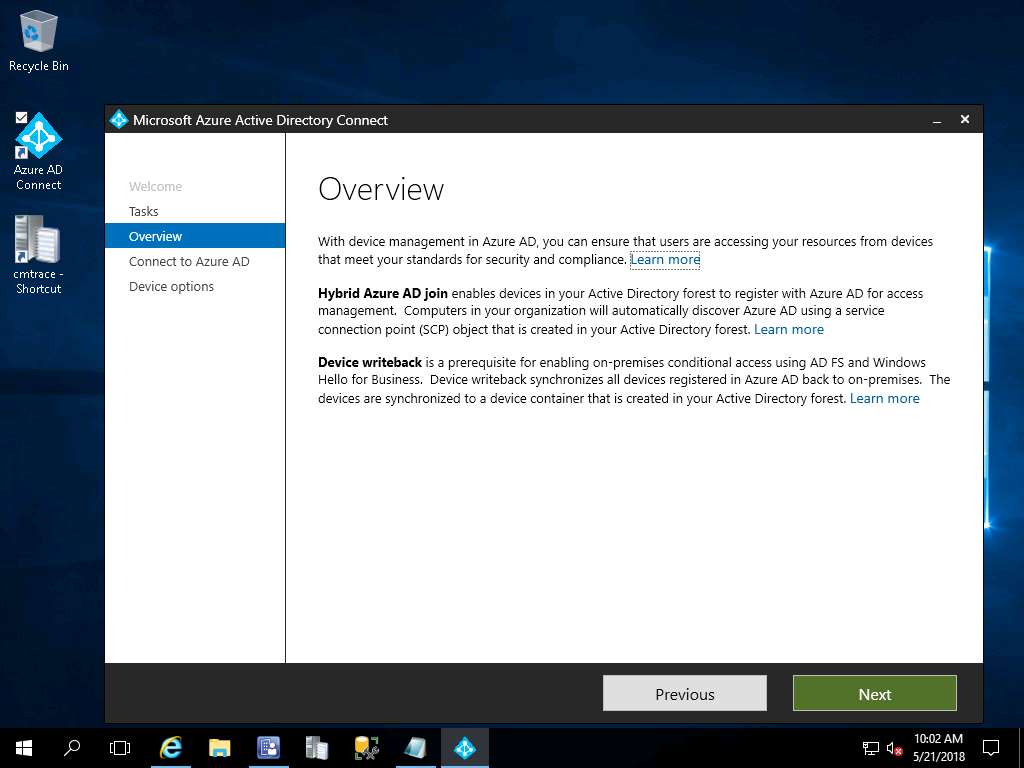 Recycle Bin
Azure AD
Connect
cmtrace -
Shortcut
Microsoft Azure Active Directory Connect
Welcome
Tasks
Overview
Connect to Azure AD
Device options
Overview
With device management in Azure AD, you can ensure that users are accessing your resources from devices
that meet your standards for security and compliance. Learn more
Hybrid Azure AD join enables devices in your Active Directory forest to register with Azure AD for access
management.  Computers in your organization will automatically discover Azure AD using a service
connection point (SCP) object that is created in your Active Directory forest. Learn more
Device writeback is a prerequisite for enabling on-premises conditional access using AD FS and Windows
Hello for Business.  Device writeback synchronizes all devices registered in Azure AD back to on-premises.  The
devices are synchronized to a device container that is created in your Active Directory forest. Learn more
Previous
Next
10:02 AM
5/21/2018